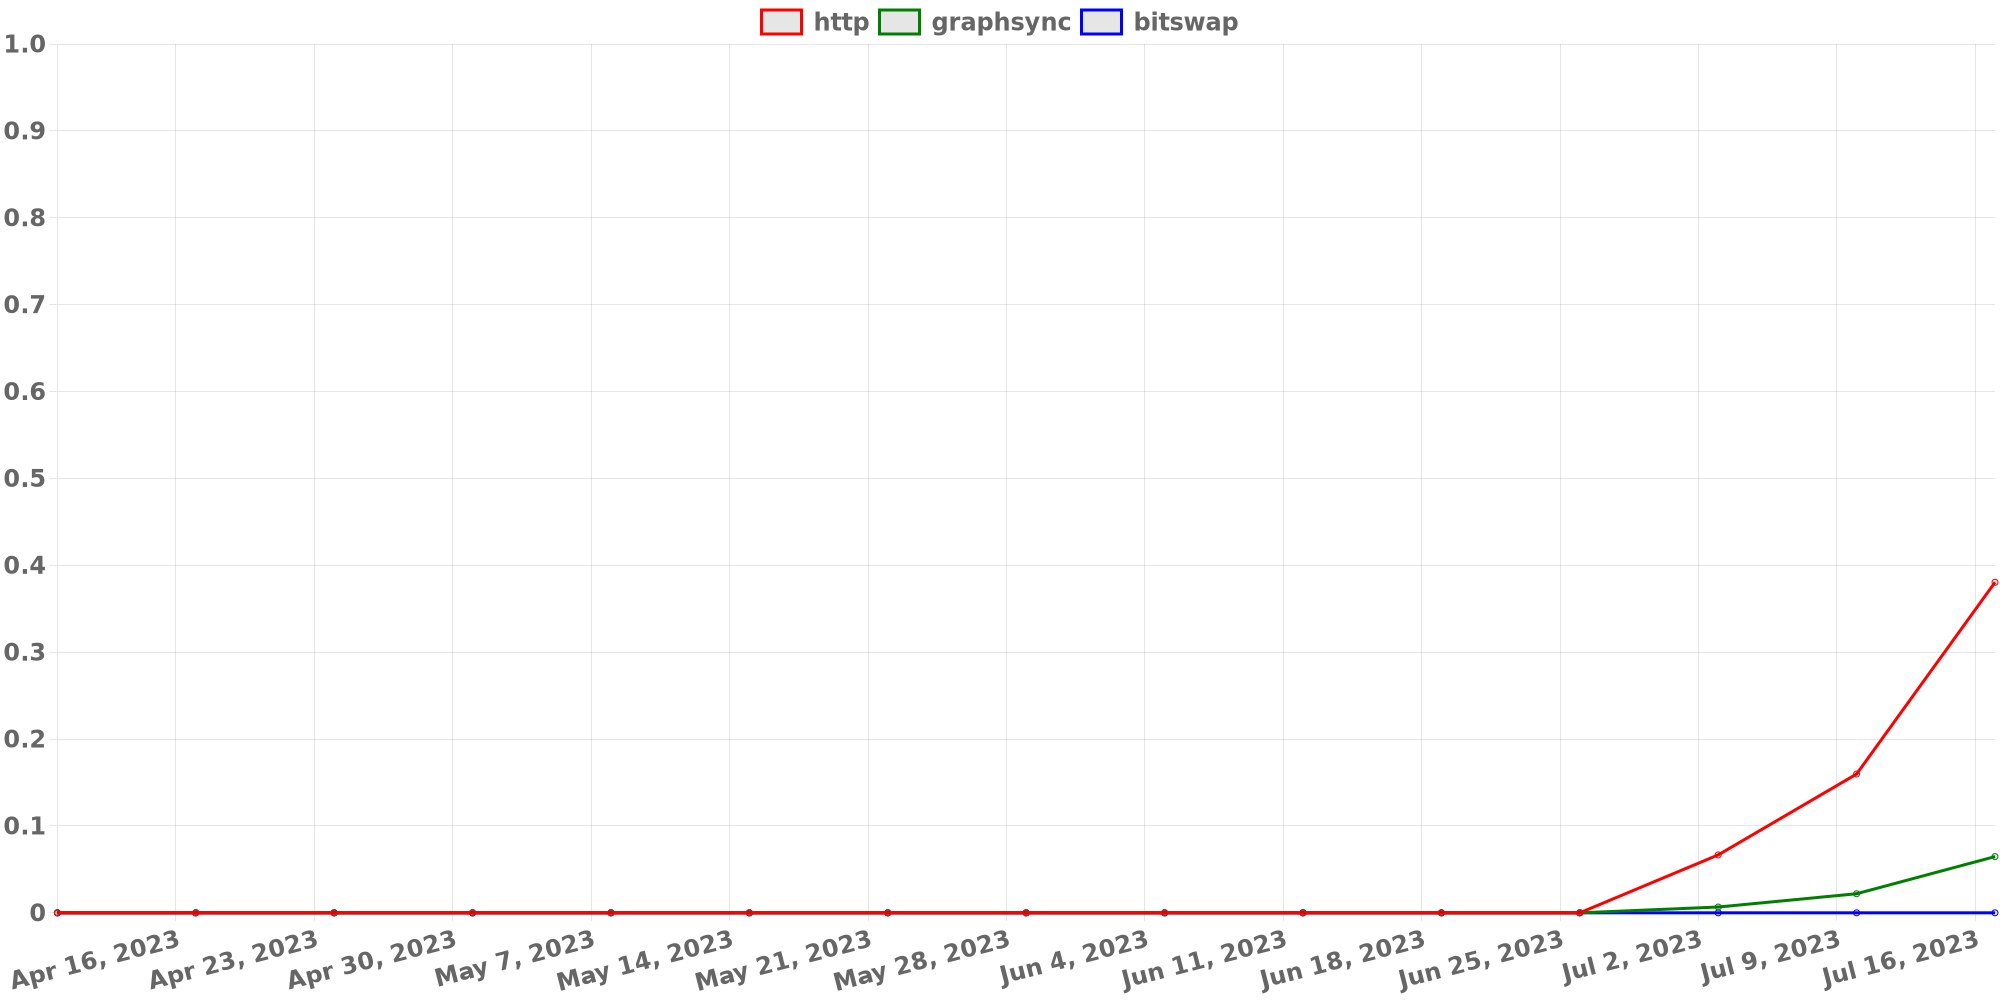 http graphsync bitswap
1.0
0.9
0.8
0.7
0.6
0.5
0.4
0.3
0.2
0.1
0
Apr 16, 2023
Apr 23, 2023
Apr 30, 2023
May 7, 2023
May 14, 2023
May 21, 2023
May 28, 2023
Jun 4, 2023
Jun 11, 2023
Jun 18, 2023
Jun 25, 2023
Jul 2, 2023
Jul 9, 2023
Jul 16, 2023